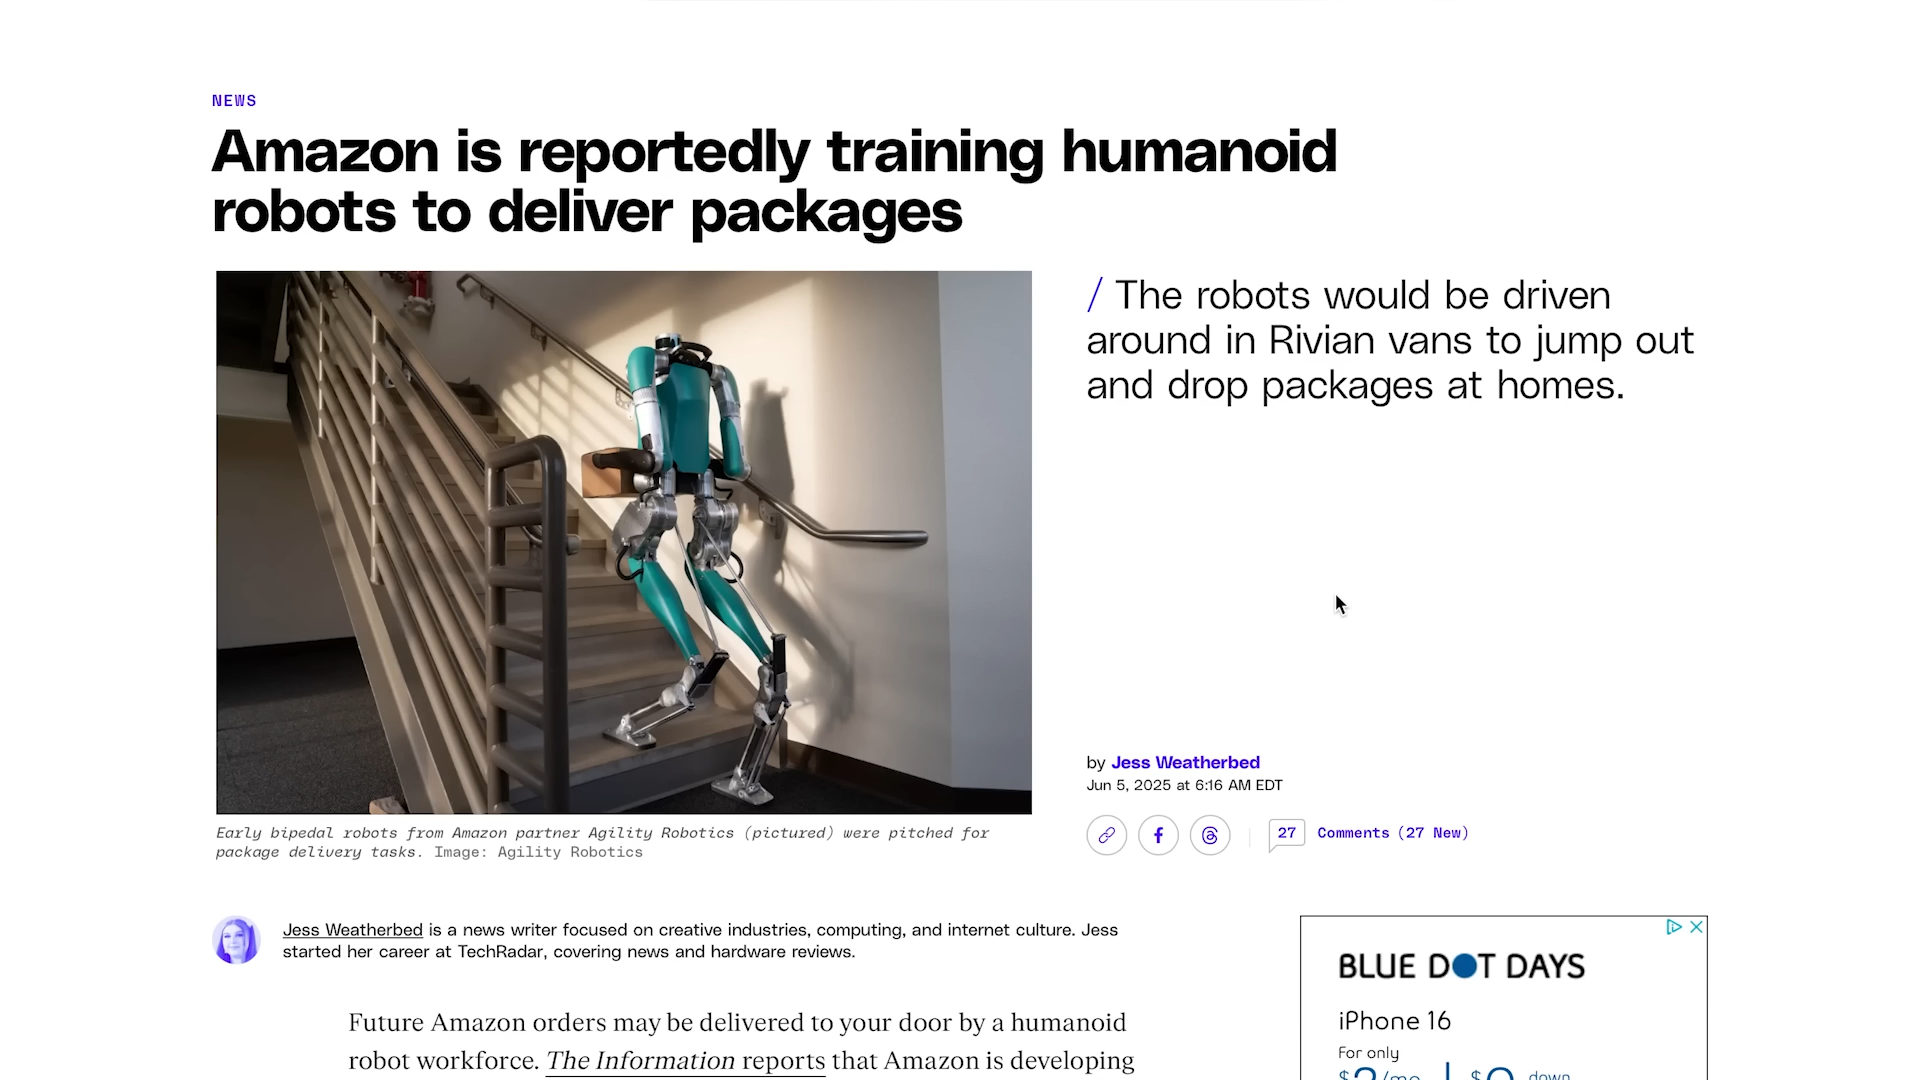 NEWS
Amazon is reportedly training humanoid
robots to deliver packages
/ The robots would be driven
around in Rivian vans to jump out
and drop packages at homes.
by Jess Weatherbed
Jun 5, 2025 at 6:16 AM EDT
27 Comments (27 New)
Early bipedal robots from Amazon partner Agility Robotics (pictured) were pitched for
package delivery tasks. Image: Agility Robotics
Jess Weatherbed is a news writer focused on creative industries, computing, and internet culture. Jess
started her career at TechRadar, covering news and hardware reviews.
Future Amazon orders may be delivered to your door by a humanoid
robot workforce. The Information reports that Amazon is developing
BLUE DOT DAYS
iPhone 16
For only
down